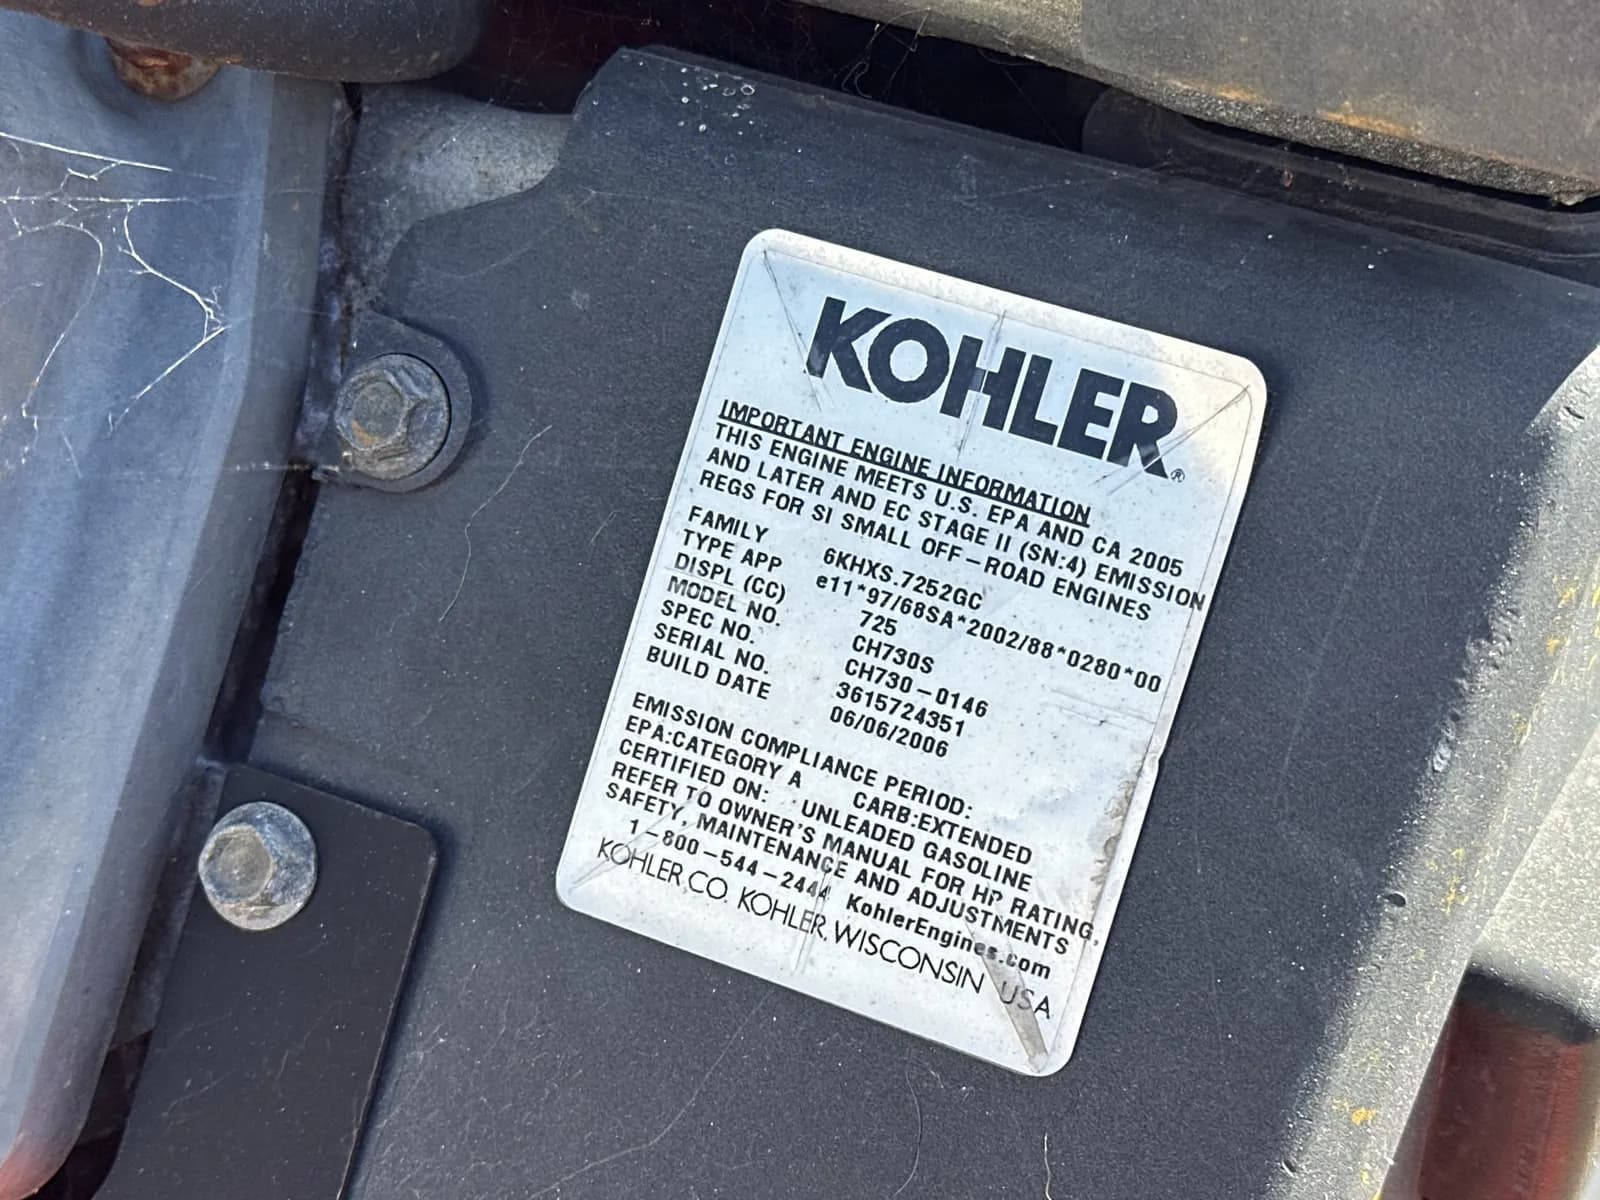 KOHLER®
IMPORTANT ENGINE INFORMATION
THIS ENGINE MEETS U.S. EPA AND CA 2005
AND LATER AND EC STAGE II (SN:4) EMISSION
REGS FOR SI SMALL OFF-ROAD ENGINES
FAMILY 6KHXS.7252GC
TYPE APP e11*97/68SA*2002/88*0280*00
DISPL (CC) 725
MODEL NO. CH730S
SPEC NO. CH730-0146
SERIAL NO. 3615724351
BUILD DATE 06/06/2006
EMISSION COMPLIANCE PERIOD:
EPA:CATEGORY A CARB:EXTENDED
CERTIFIED ON: UNLEADED GASOLINE
REFER TO OWNER'S MANUAL FOR HP RATING,
SAFETY, MAINTENANCE AND ADJUSTMENTS
1-800-544-2444 KohlerEngines.com
KOHLER CO. KOHLER, WISCONSIN USA